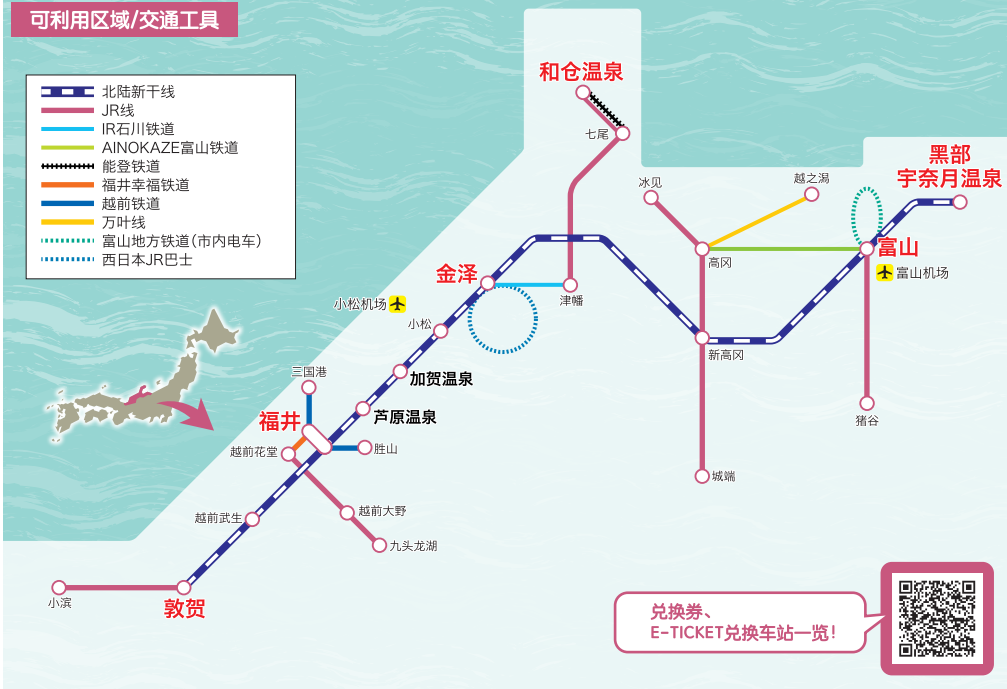 可利用区域/交通工具
北陆新干线
JR线
IR石川铁道
AINOKAZE富山铁道
能登铁道
福井幸福铁道
越前铁道
万叶线
富山地方铁道(市内电车)
西日本JR巴士
和仓温泉
七尾
黑部
宇奈月温泉
冰见
越之潟
富山
高冈
富山机场
金泽
津幡
小松机场
小松
新高冈
三国港
加贺温泉
猪谷
芦原温泉
福井
越前花堂
胜山
城端
越前武生
越前大野
九头龙湖
小滨
敦贺
兑换券、
E-TICKET兑换车站一览!